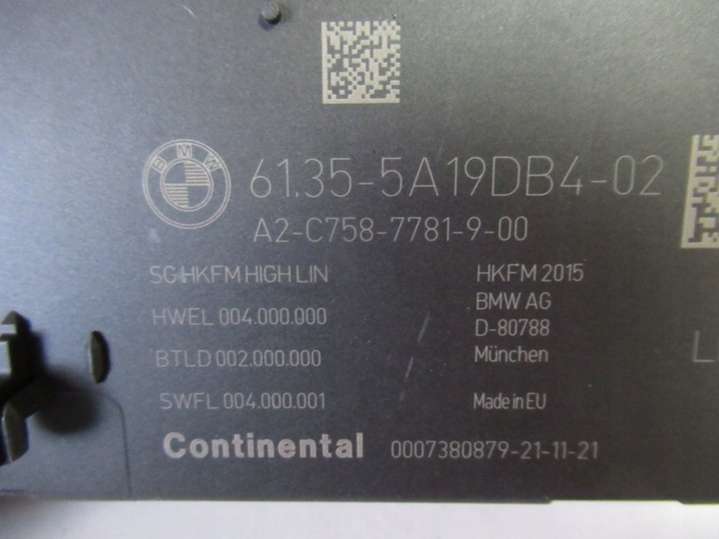 BMW
61.35-5A19DB4-02
A2-C758-7781-9-00
SG HKFM HIGH LIN
HWEL 004.000.000
BTLD 002.000.000
SWFL 004.000.001
HKFM 2015
BMW AG
D-80788
München
Made in EU
Continental 0007380879-21-11-21